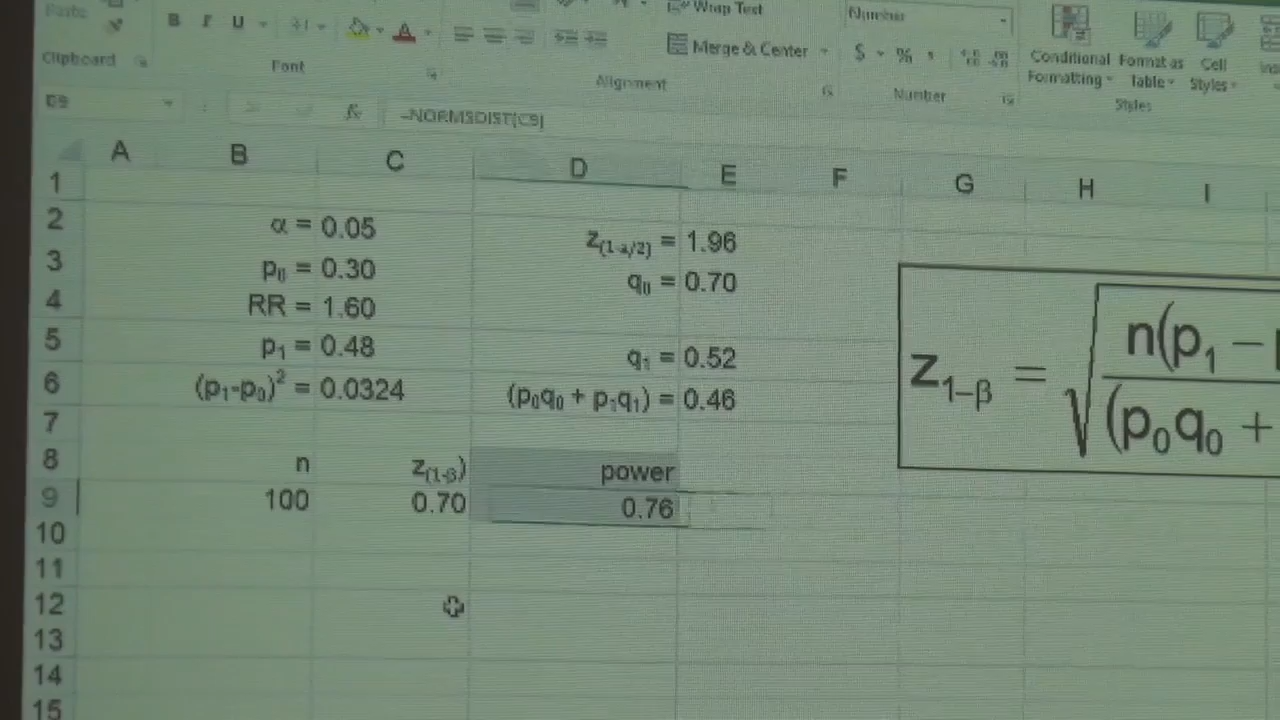 Paste
Wrap Text
Number
B I U A
Merge & Center $ % ,
Conditional Format as Cell
Formatting Table Styles
Clipboard Font Alignment Number Styles
D9 fx =NORMSDIST(C9)
A B C D E F G H I
1
2 α = 0.05 z(1-a/2) = 1.96
3 p0 = 0.30 q0 = 0.70
4 RR = 1.60
5 p1 = 0.48 q1 = 0.52
6 (p1-p0)² = 0.0324 (p0q0 + p1q1) = 0.46
7
8 n z(1-β) power
9 100 0.70 0.76
10
11
12
13
14
15
n(p1 –
z1–β = √
(p0q0 +